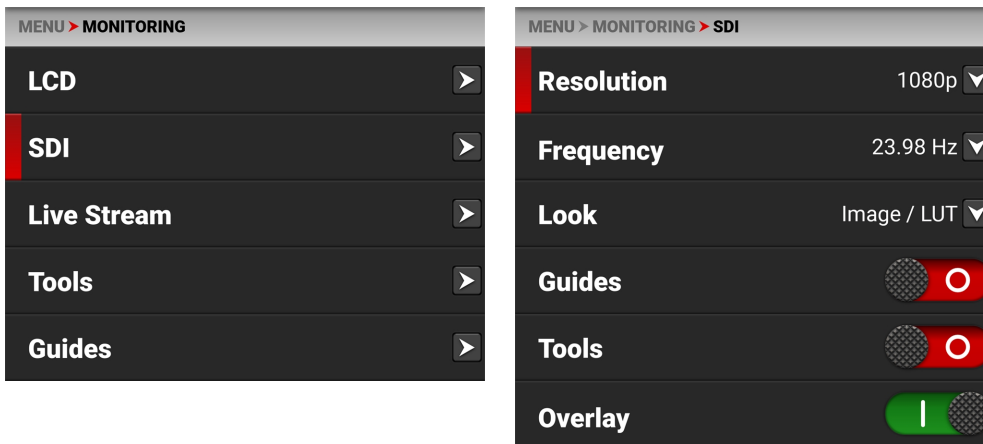 MENU > MONITORING
LCD
SDI
Live Stream
Tools
Guides
MENU > MONITORING > SDI
Resolution 1080p
Frequency 23.98 Hz
Look Image / LUT
Guides
Tools
Overlay